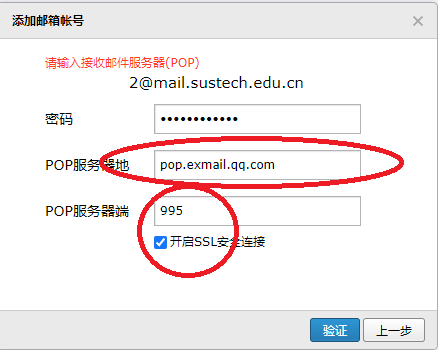 添加邮箱帐号
请输入接收邮件服务器(POP)
2@mail.sustech.edu.cn
密码 ••••••••••••
POP服务器地 pop.exmail.qq.com
POP服务器端 995
开启SSL安全连接
验证 上一步